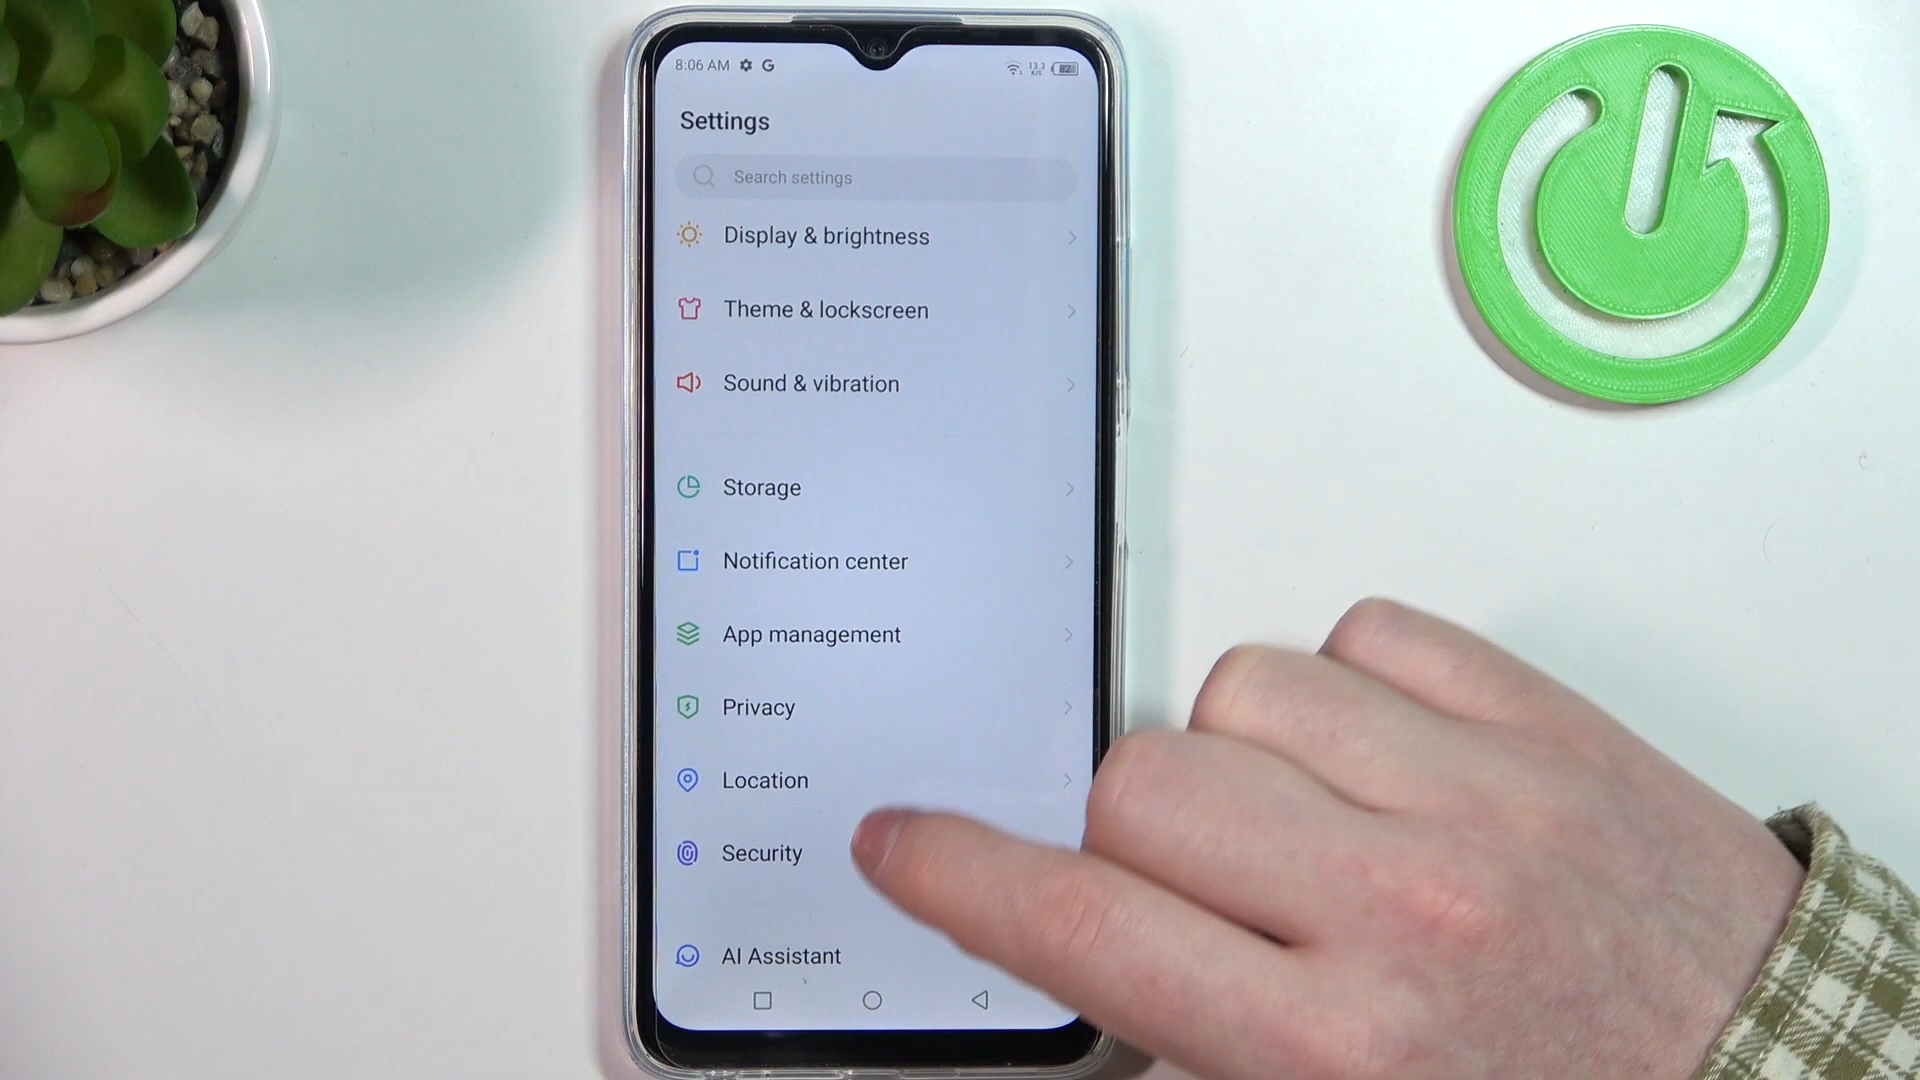 8:06 AM G 13.3 K/S 82
Settings
Search settings
Display & brightness
Theme & lockscreen
Sound & vibration
Storage
Notification center
App management
Privacy
Location
Security
AI Assistant